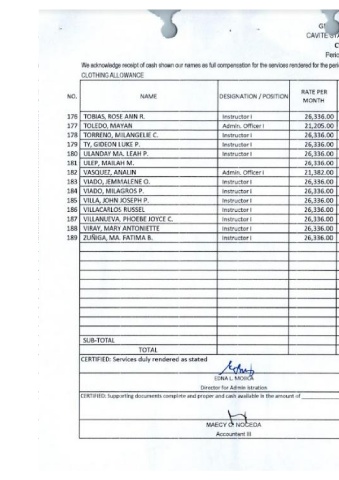 CAVITE STA
Perio
We acknowledge receipt of cash shown our names as full compensation for the services rendered for the peri
CLOTHING ALLOWANCE
NO. NAME DESIGNATION / POSITION RATE PER MONTH
176 TOBIAS, ROSE ANN R. Instructor I 26,336.00
177 TOLEDO, MAYAN Admin. Officer I 21,205.00
178 TORRENO, MILANGELIE C. Instructor I 26,336.00
179 TY, GIDEON LUKE P. Instructor I 26,336.00
180 ULANDAY MA. LEAH P. Instructor I 26,336.00
181 ULEP, MAILAH M. 26,336.00
182 VASQUEZ, ANALIN Admin. Officer I 21,382.00
183 VIADO, JEMMALENE O. Instructor I 26,336.00
184 VIADO, MILAGROS P. Instructor I 26,336.00
185 VILLA, JOHN JOSEPH P. Instructor I 26,336.00
186 VILLACARLOS RUSSEL Instructor I 26,336.00
187 VILLANUEVA, PHOEBE JOYCE C. Instructor I 26,336.00
188 VIRAY, MARY ANTONIETTE Instructor I 26,336.00
189 ZUÑIGA, MA. FATIMA B. Instructor I 26,336.00
SUB-TOTAL
TOTAL
CERTIFIED: Services duly rendered as stated
EDNA L. MOJICA
Director for Admin istration
CERTIFIED: Supporting documents complete and proper and cash available in the amount of
MAECY O. NOCEDA
Accountant III